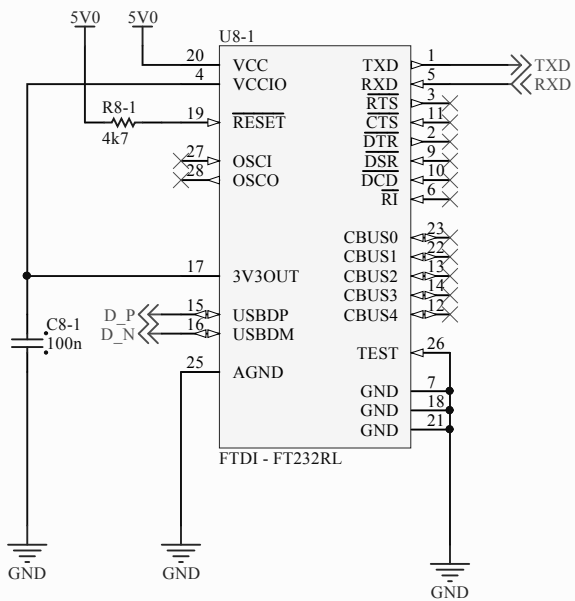 5V0 5V0
U8-1
20 VCC TXD 1 TXD
4 VCCIO RXD 5 RXD
RTS 3
R8-1 19 RESET CTS 11
4k7
DTR 2
27 OSCI DSR 9
28 OSCO DCD 10
RI 6
CBUS0 23
CBUS1 22
17 3V3OUT CBUS2 13
CBUS3 14
D_P 15 USBDP CBUS4 12
D_N 16 USBDM
C8-1
100n
TEST 26
25 AGND
GND 7
GND 18
GND 21
FTDI - FT232RL
GND GND GND